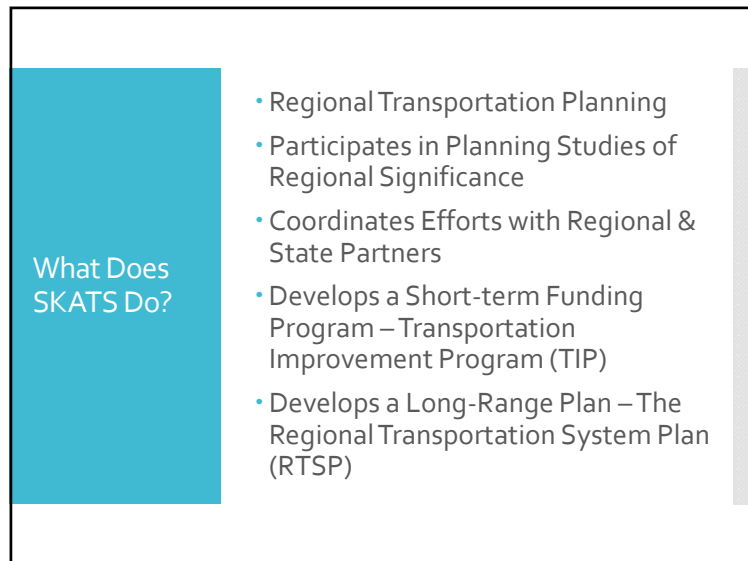 What Does
SKATS Do?
• Regional Transportation Planning
• Participates in Planning Studies of
Regional Significance
• Coordinates Efforts with Regional &
State Partners
• Develops a Short-term Funding
Program – Transportation
Improvement Program (TIP)
• Develops a Long-Range Plan – The
Regional Transportation System Plan
(RTSP)